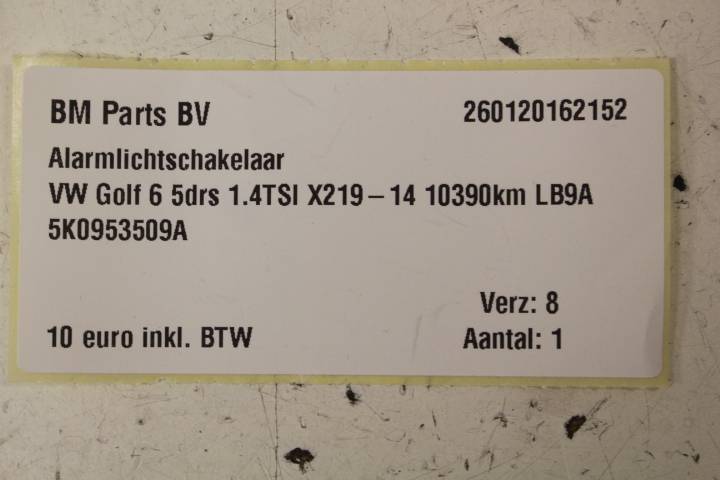 BM Parts BV 260120162152
Alarmlichtschakelaar
VW Golf 6 5drs 1.4TSI X219-14 10390km LB9A
5K0953509A
Verz: 8
10 euro inkl. BTW Aantal: 1